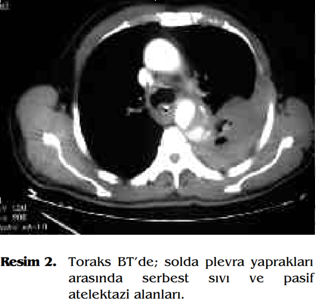 Resim 2. Toraks BT'de; solda plevra yaprakları
arasında serbest sıvı ve pasif
atelektazi alanları.